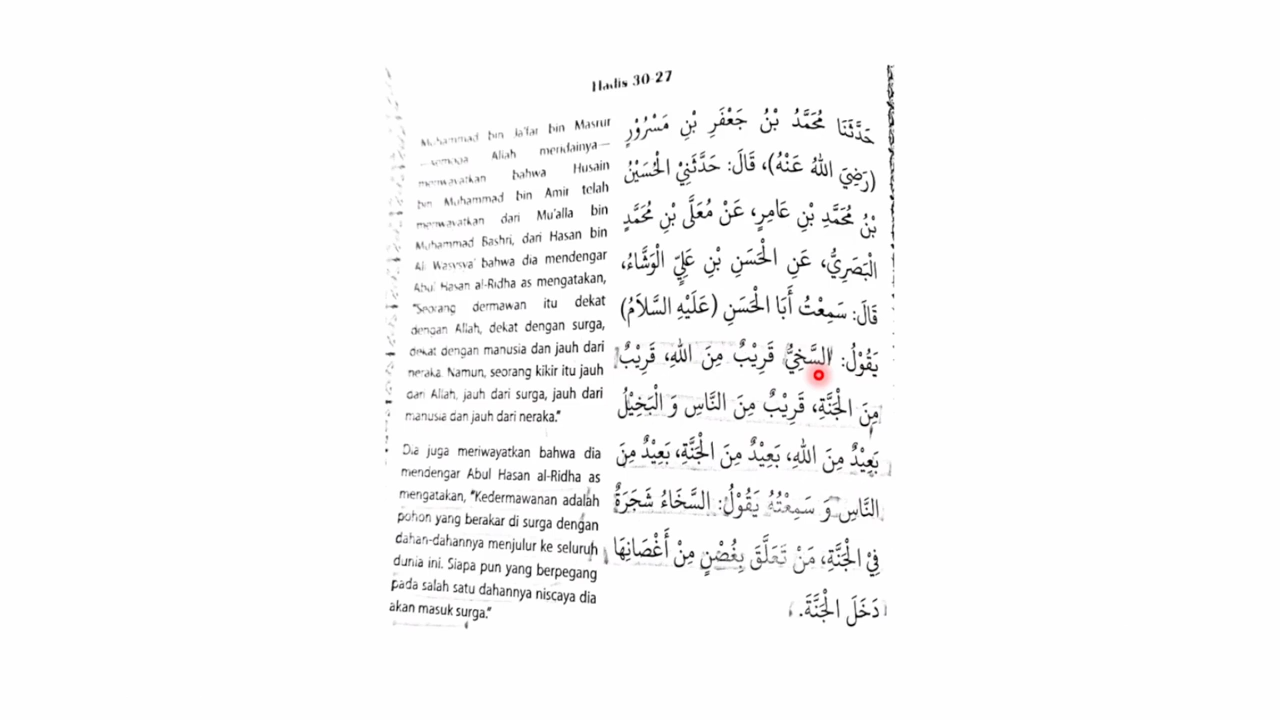 Hadis 30-27
Muhammad bin Ja'far bin Masrur
—semoga Allah meridainya—
meriwayatkan bahwa Husain
bin Muhammad bin Amir telah
meriwayatkan dari Mu'alla bin
Muhammad Bashri, dari Hasan bin
Ali Wasysya' bahwa dia mendengar
Abul Hasan al-Ridha as mengatakan,
"Seorang dermawan itu dekat
dengan Allah, dekat dengan surga,
dekat dengan manusia dan jauh dari
neraka. Namun, seorang kikir itu jauh
dari Allah, jauh dari surga, jauh dari
manusia dan jauh dari neraka."
Dia juga meriwayatkan bahwa dia
mendengar Abul Hasan al-Ridha as
mengatakan, "Kedermawanan adalah
pohon yang berakar di surga dengan
dahan-dahannya menjulur ke seluruh
dunia ini. Siapa pun yang berpegang
pada salah satu dahannya niscaya dia
akan masuk surga."
حَدَّثَنَا مُحَمَّدُ بْنُ جَعْفَرِ بْنِ مَسْرُوْرٍ
(رَضِيَ اللهُ عَنْهُ)، قَالَ: حَدَّثَنِيْ الْحُسَيْنُ
بْنُ مُحَمَّدِ بْنِ عَامِرٍ، عَنْ مُعَلَّى بْنِ مُحَمَّدٍ
الْبَصَرِيُّ، عَنِ الْحَسَنِ بْنِ عَلِيّ الْوَشَّاءُ،
قَالَ: سَمِعْتُ أَبَا الْحَسَنِ (عَلَيْهِ السَّلاَمُ)
يَقُوْلُ: السَّخِيُّ قَرِيْبٌ مِنَ اللهِ، قَرِيْبٌ
مِنَ الْجَنَّةِ، قَرِيْبٌ مِنَ النَّاسِ وَ الْبَخِيْلُ
بَعِيْدٌ مِنَ اللهِ، بَعِيْدٌ مِنَ الْجَنَّةِ، بَعِيْدٌ مِنَ
النَّاسِ وَ سَمِعْتُهُ يَقُوْلُ: السَّخَاءُ شَجَرَةٌ
فِيْ الْجَنَّةِ، مَنْ تَعَلَّقَ بِغُصْنٍ مِنْ أَغْصَانِهَا
دَخَلَ الْجَنَّةَ.